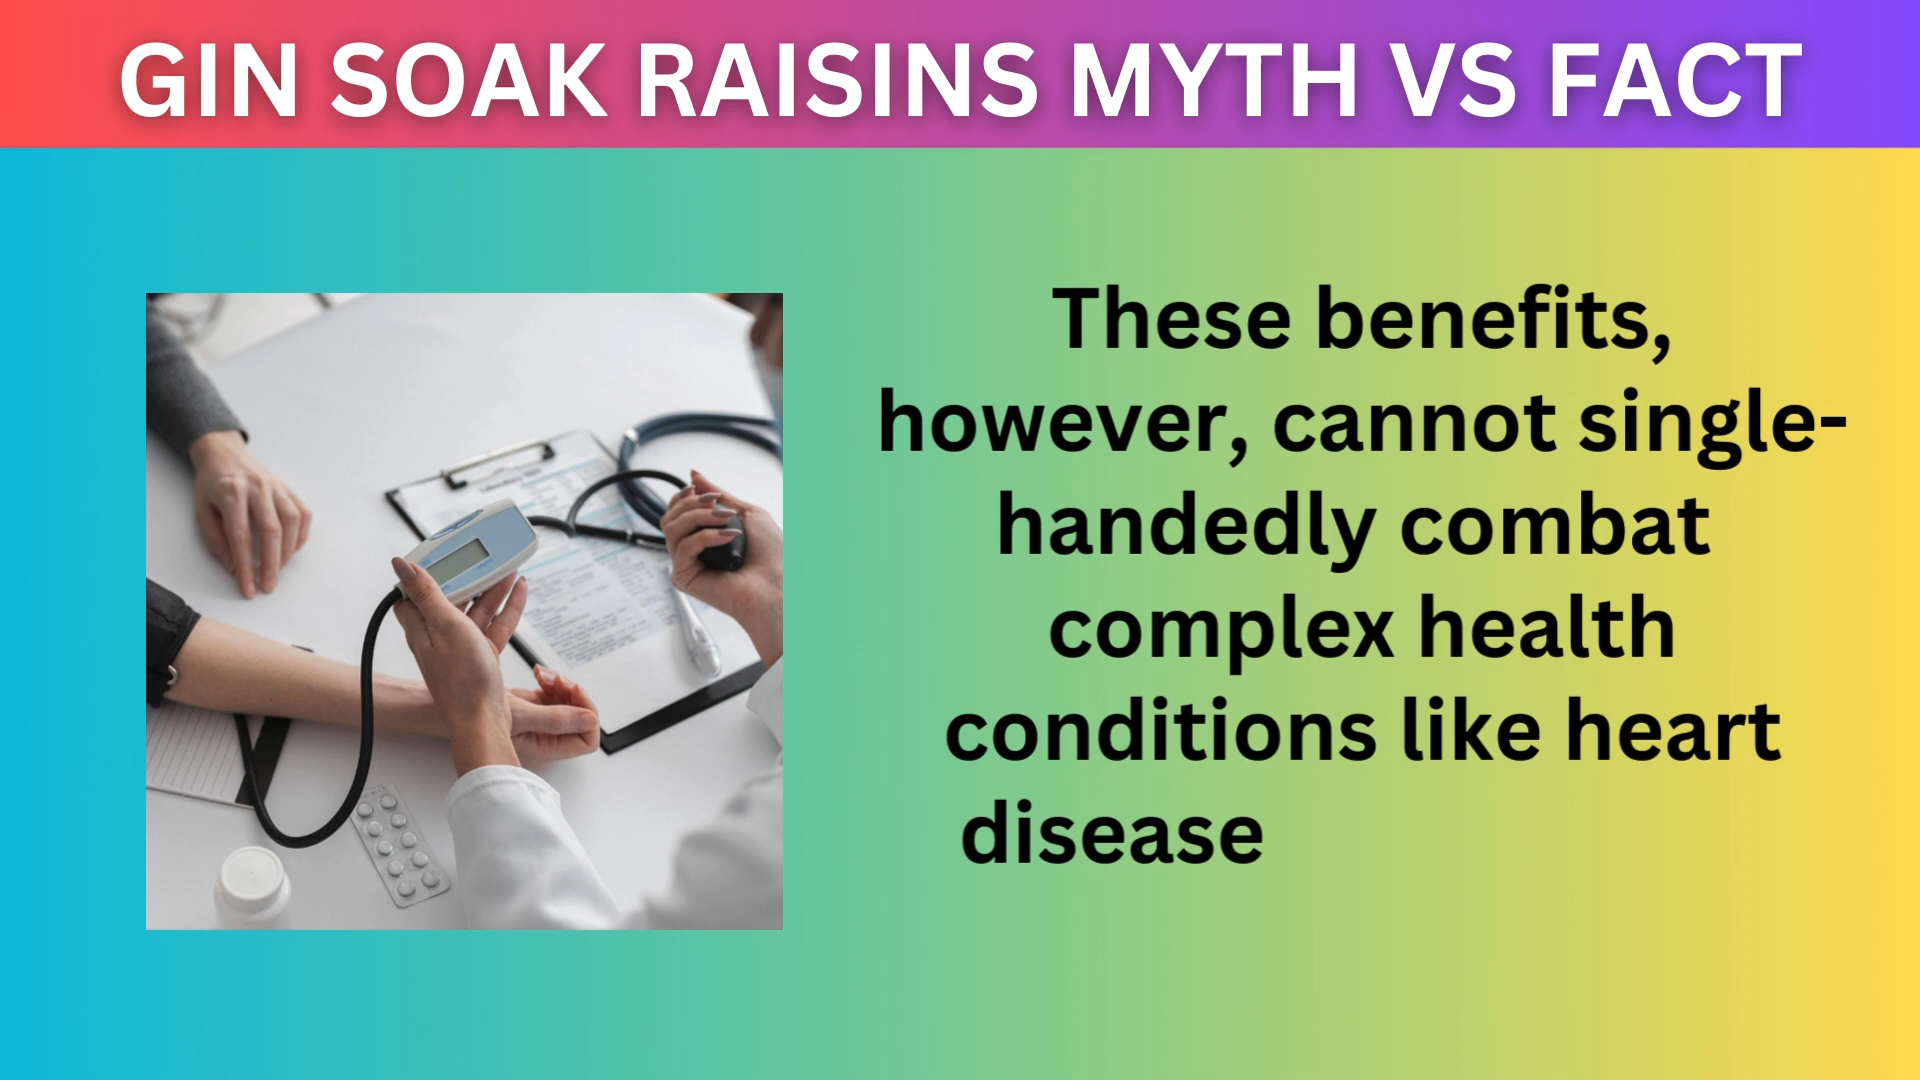 GIN SOAK RAISINS MYTH VS FACT
These benefits,
however, cannot single-
handedly combat
complex health
conditions like heart
disease